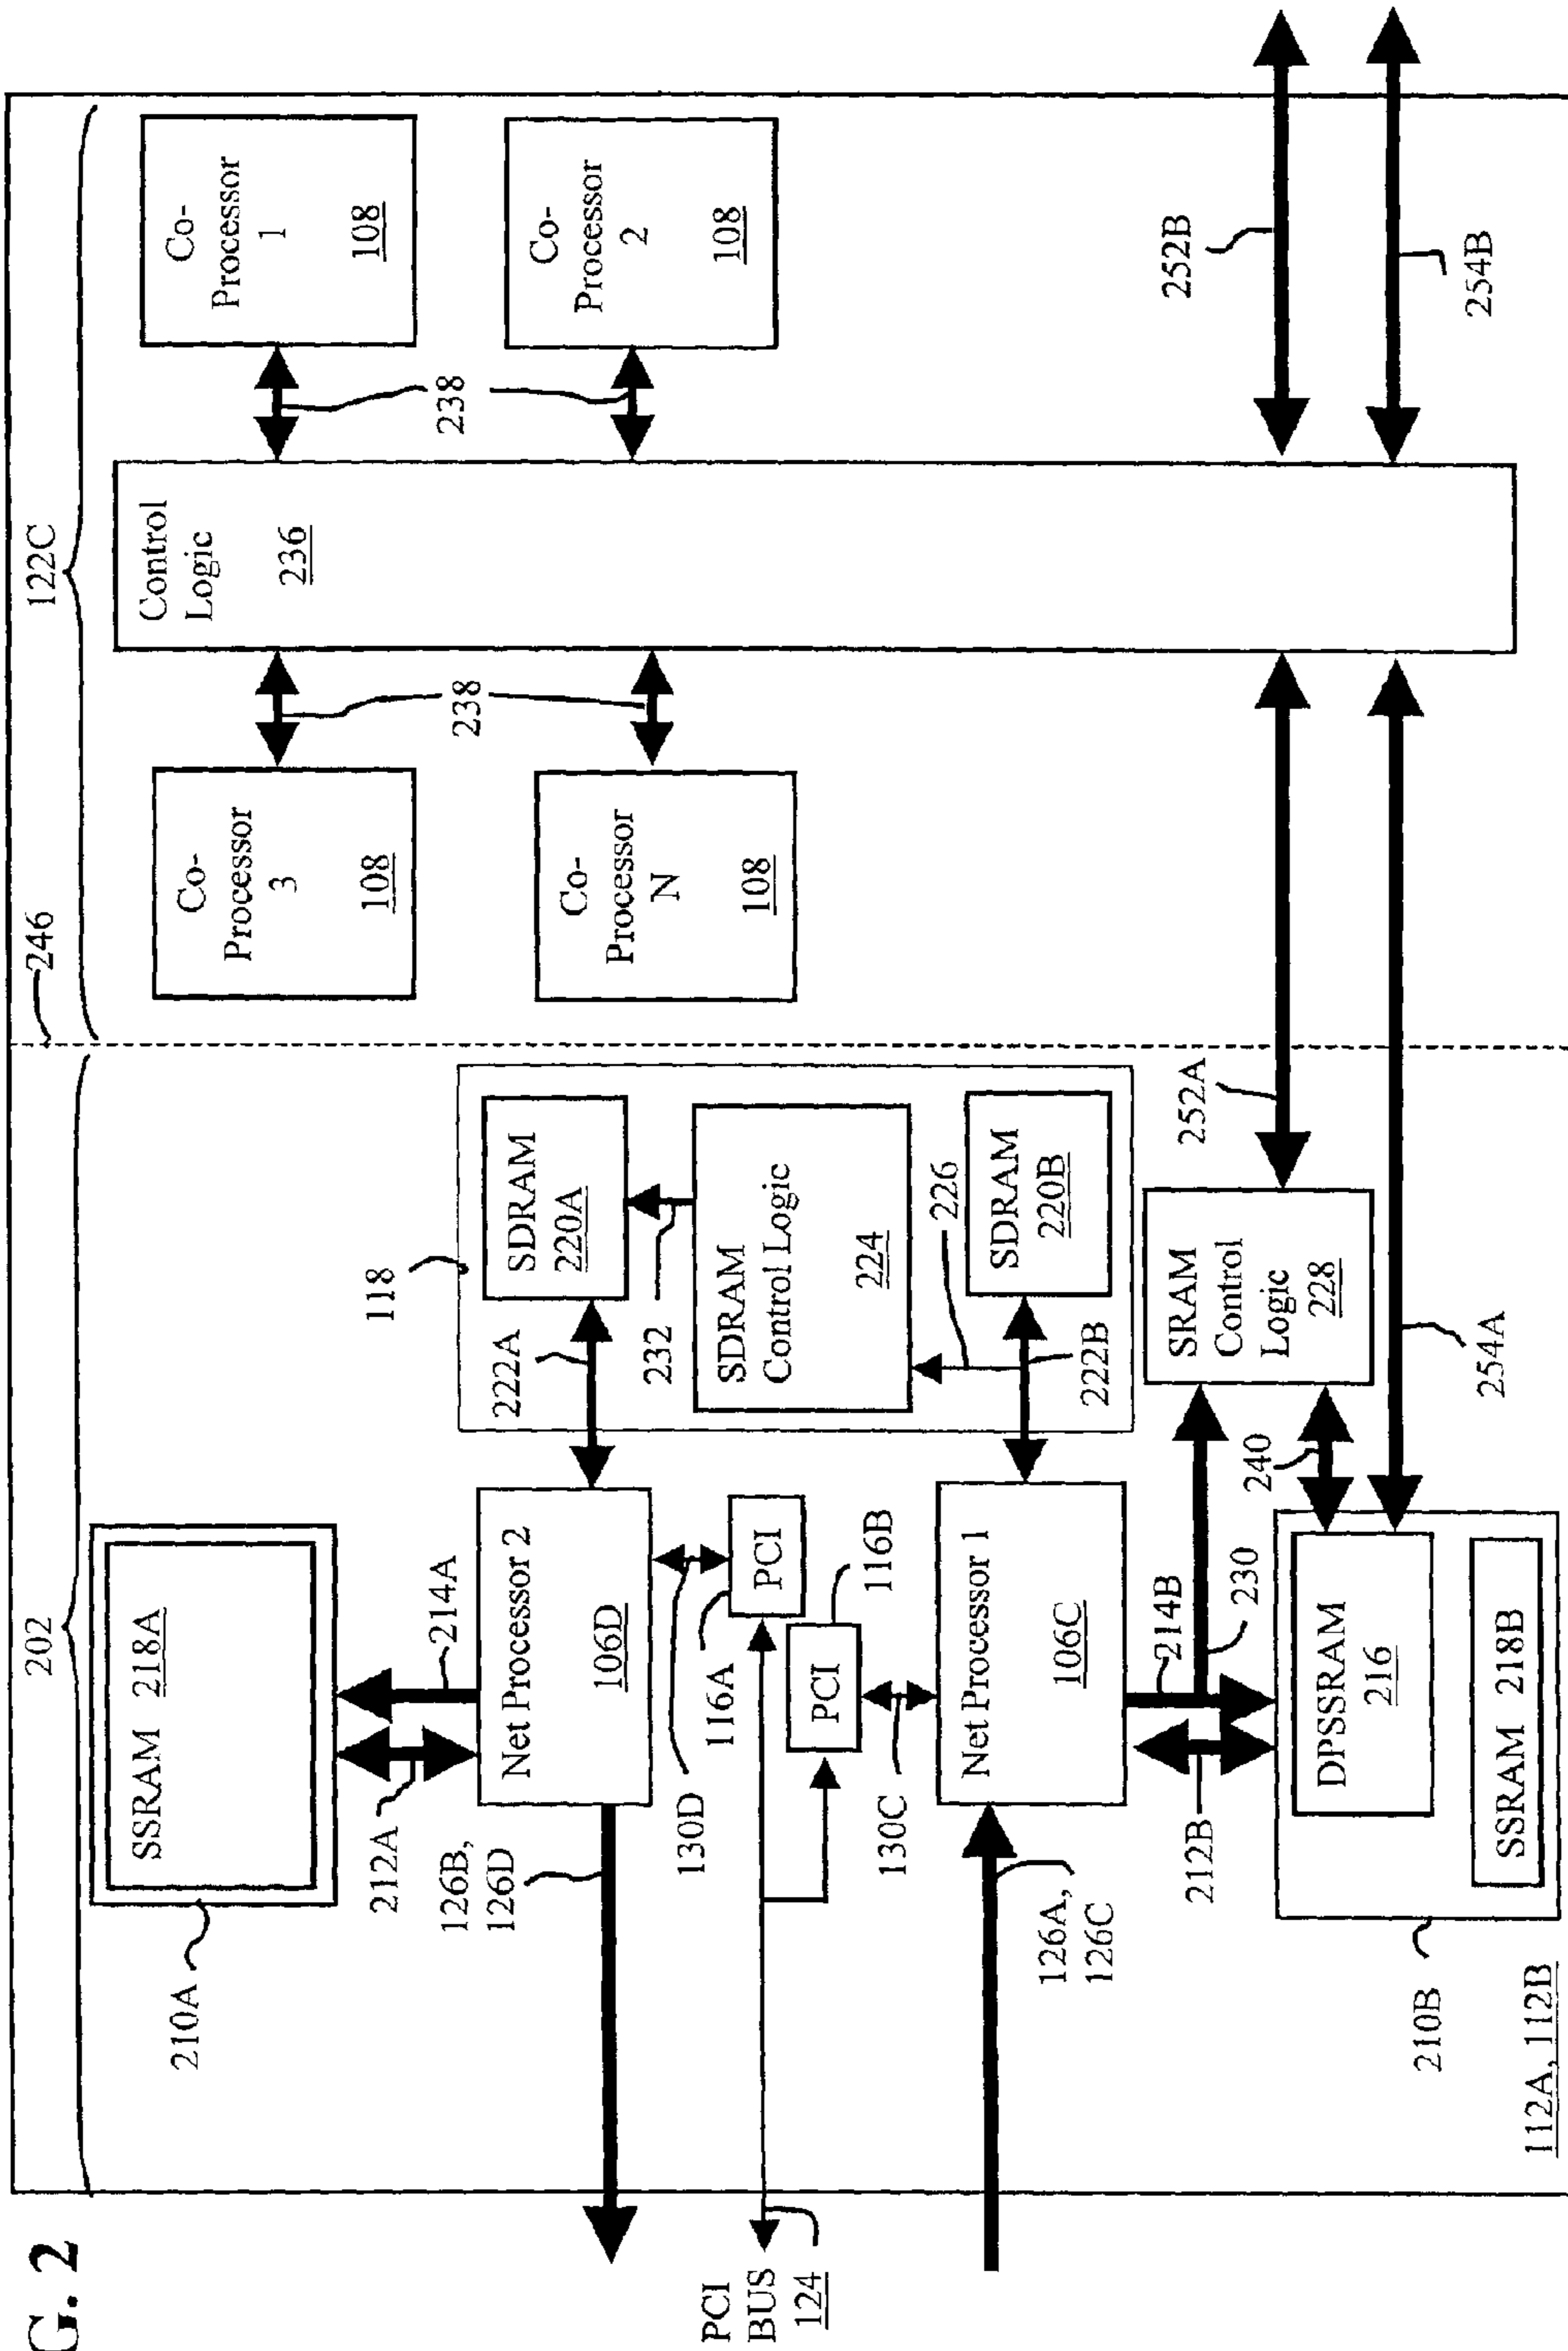 G. 2
202
246
122C
210A
SSRAM 218A
212A
214A
126B,
126D
Net Processor 2
106D
118
222A
SDRAM
220A
232
SDRAM
Control Logic
224
226
SDRAM
220B
222B
PCI
BUS
124
130D
116A
PCI
PCI
116B
130C
126A,
126C
Net Processor 1
106C
212B
214B
230
240
DPSSRAM
216
SSRAM 218B
210B
112A, 112B
SRAM
Control
Logic
228
252A
254A
Co-
Processor
3
108
Co-
Processor
N
108
238
Control
Logic
236
238
Co-
Processor
1
108
Co-
Processor
2
108
252B
254B